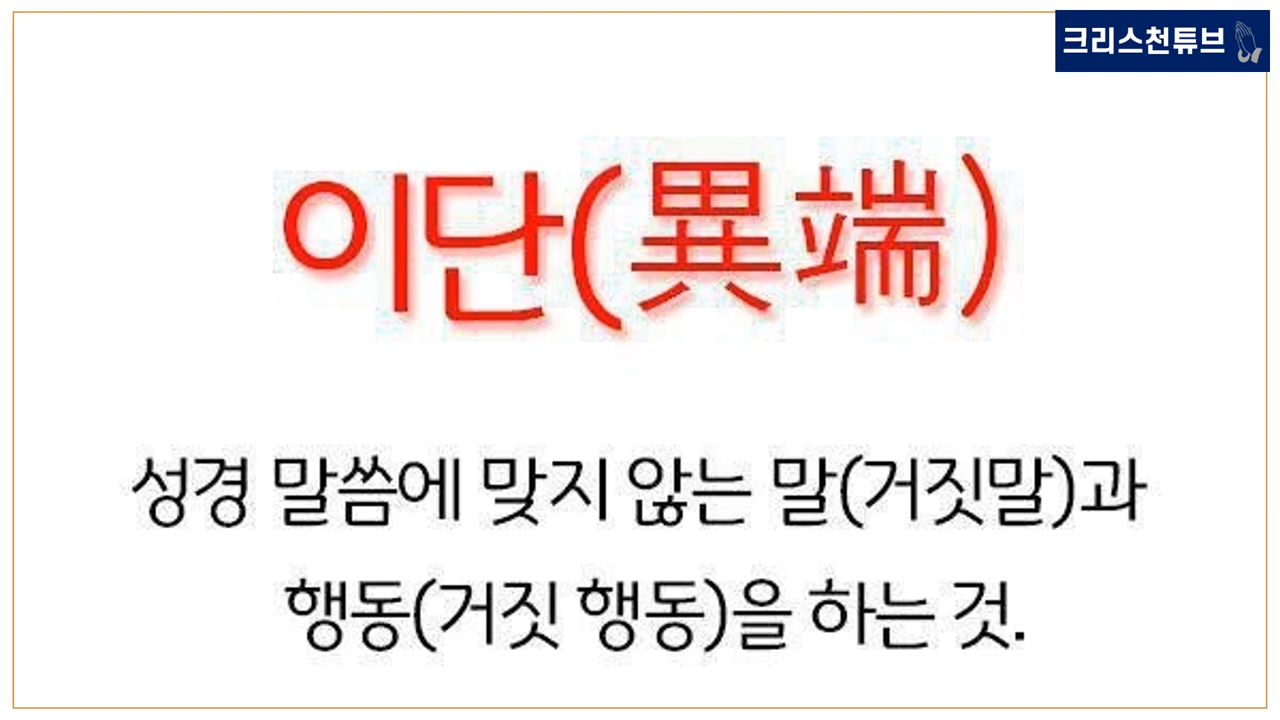 크리스천튜브
이단(異端)
성경 말씀에 맞지 않는 말(거짓말)과
행동(거짓 행동)을 하는 것.